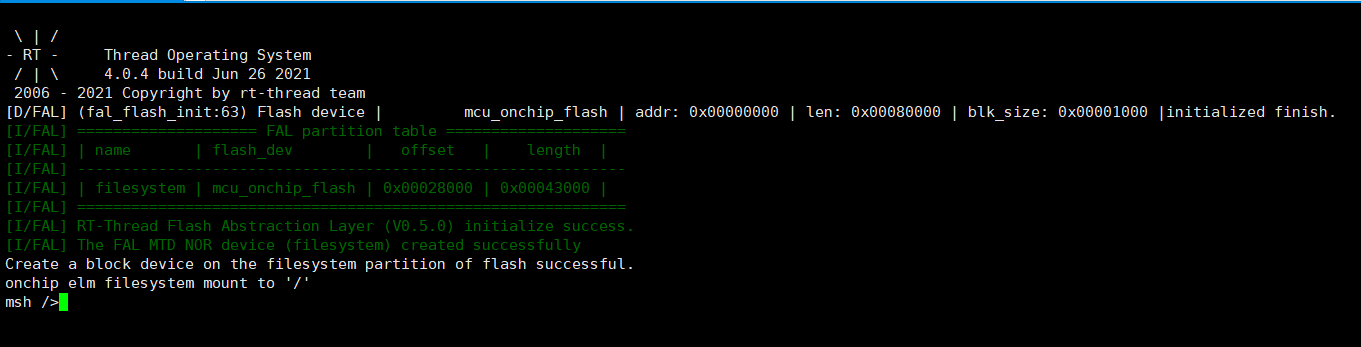 \ | /
- RT -     Thread Operating System
 / | \     4.0.4 build Jun 26 2021
 2006 - 2021 Copyright by rt-thread team
[D/FAL] (fal_flash_init:63) Flash device |         mcu_onchip_flash | addr: 0x00000000 | len: 0x00080000 | blk_size: 0x00001000 |initialized finish.
[I/FAL] ==================== FAL partition table ====================
[I/FAL] | name       | flash_dev        |   offset   |    length  |
[I/FAL] -------------------------------------------------------------
[I/FAL] | filesystem | mcu_onchip_flash | 0x00028000 | 0x00043000 |
[I/FAL] =============================================================
[I/FAL] RT-Thread Flash Abstraction Layer (V0.5.0) initialize success.
[I/FAL] The FAL MTD NOR device (filesystem) created successfully
Create a block device on the filesystem partition of flash successful.
onchip elm filesystem mount to '/'
msh />